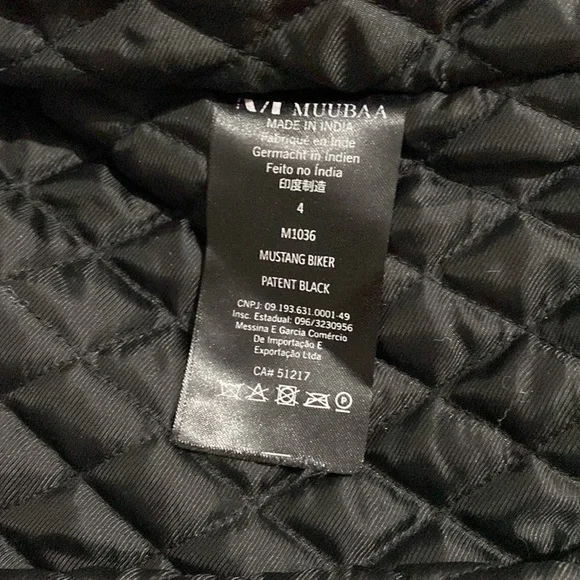 MUUBAA
MADE IN INDIA
Fabriqué en Inde
Germacht in Indien
Feito no Índia
印度制造
4
M1036
MUSTANG BIKER
PATENT BLACK
CNPJ: 09.193.631.0001-49
Insc. Estadual: 096/3230956
Messina E Garcia Comércio
De Importação E
Exportação Ltda
CA# 51217
P